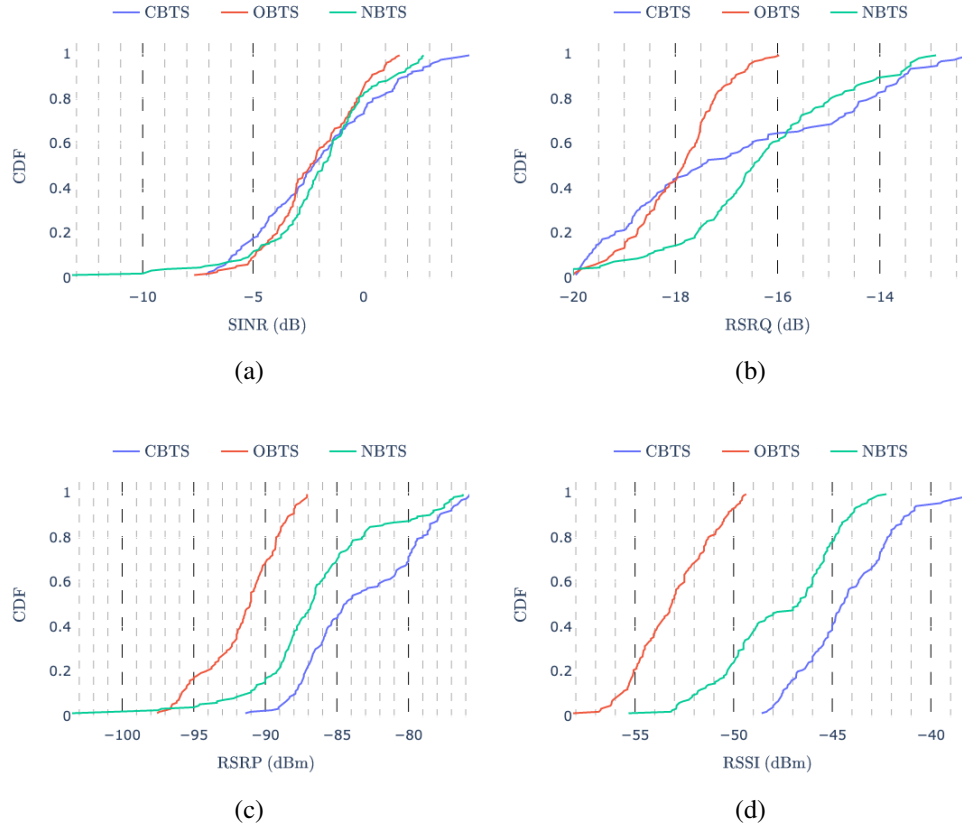 CBTS OBTS NBTS
1
0.8
0.6
0.4
0.2
0
CDF
−10 −5 0
SINR (dB)
(a)
CBTS OBTS NBTS
1
0.8
0.6
0.4
0.2
0
CDF
−20 −18 −16 −14
RSRQ (dB)
(b)
CBTS OBTS NBTS
1
0.8
0.6
0.4
0.2
0
CDF
−100 −95 −90 −85 −80
RSRP (dBm)
(c)
CBTS OBTS NBTS
1
0.8
0.6
0.4
0.2
0
CDF
−55 −50 −45 −40
RSSI (dBm)
(d)